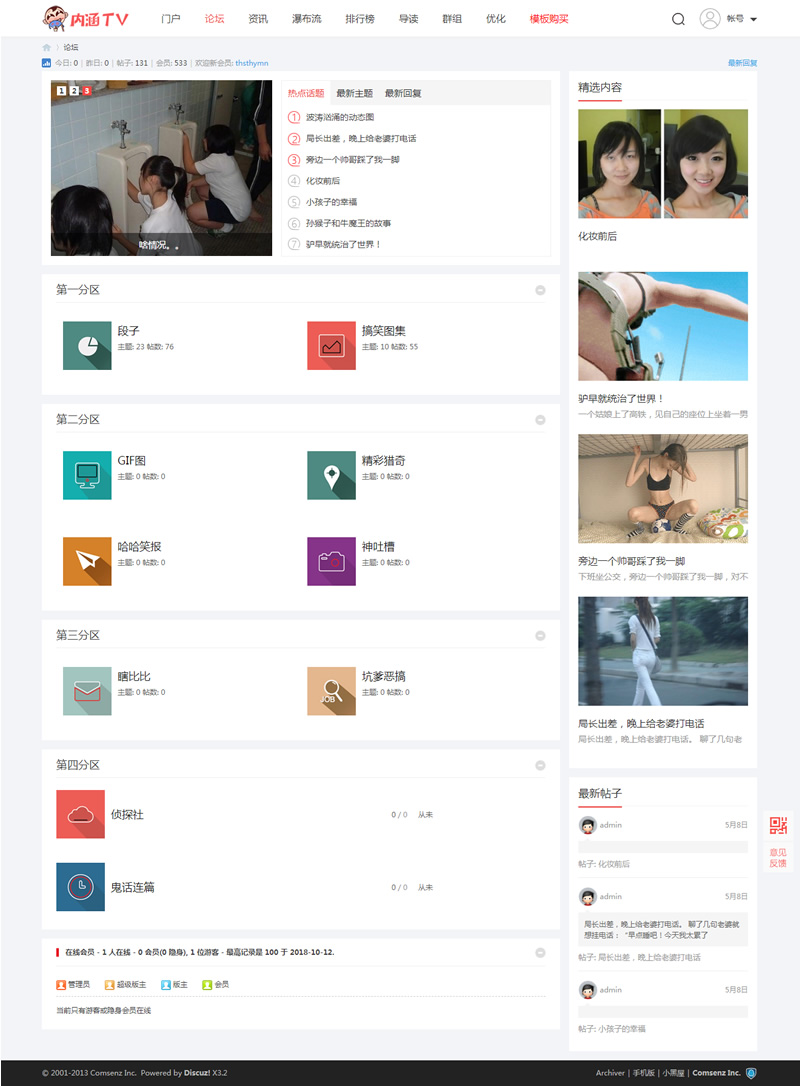 内涵TV
门户 论坛 资讯 瀑布流 排行榜 导读 群组 优化 模板购买 帐号
论坛
今日: 0 | 昨日: 0 | 帖子: 131 | 会员: 533 | 欢迎新会员: thsthymn
最新回复
1 2 3
啥情况。。
热点话题 最新主题 最新回复
1 波涛汹涌的动态图
2 局长出差，晚上给老婆打电话
3 旁边一个帅哥踩了我一脚
4 化妆前后
5 小孩子的幸福
6 孙猴子和牛魔王的故事
7 驴早就统治了世界！
第一分区
段子
主题: 23 帖数: 76
搞笑图集
主题: 10 帖数: 55
第二分区
GIF图
主题: 0 帖数: 0
精彩猎奇
主题: 0 帖数: 0
哈哈笑报
主题: 0 帖数: 0
神吐槽
主题: 0 帖数: 0
第三分区
瞎比比
主题: 0 帖数: 0
JOB
坑爹恶搞
主题: 0 帖数: 0
第四分区
侦探社
0 / 0 从未
鬼话连篇
0 / 0 从未
在线会员 - 1 人在线 - 0 会员(0 隐身), 1 位游客 - 最高记录是 100 于 2018-10-12.
管理员 超级版主 版主 会员
当前只有游客或隐身会员在线
精选内容
化妆前后
驴早就统治了世界！
一个姑娘上了高铁，见自己的座位上坐着一男
旁边一个帅哥踩了我一脚
下班坐公交，旁边一个帅哥踩了我一脚，对不
局长出差，晚上给老婆打电话
局长出差，晚上给老婆打电话。 聊了几句老
最新帖子
admin 5月8日
帖子: 化妆前后
admin 5月8日
局长出差，晚上给老婆打电话。 聊了几句老婆就
想挂电话： “早点睡吧！今天我太累了
帖子: 局长出差，晚上给老婆打电话
admin 5月8日
帖子: 小孩子的幸福
意见
反馈
© 2001-2013 Comsenz Inc. Powered by Discuz! X3.2
Archiver | 手机版 | 小黑屋 | Comsenz Inc.